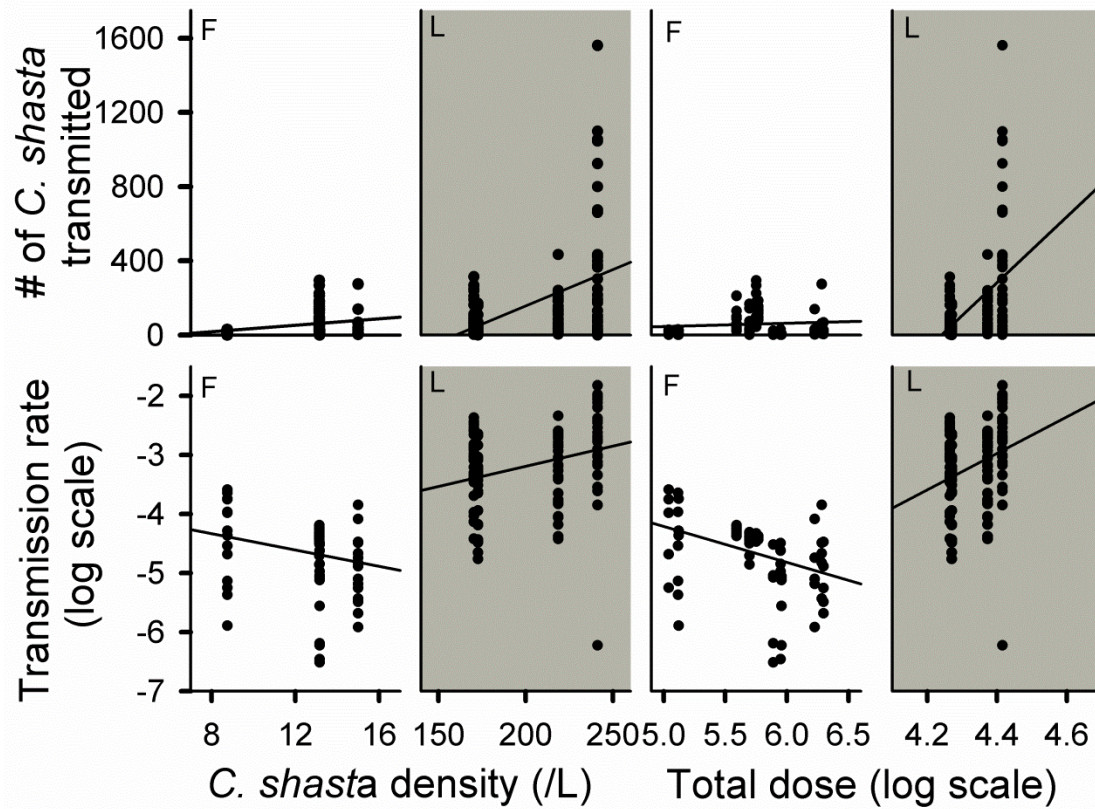 F
L
F
L
1600
1200
800
400
0
# of C. shasta
transmitted
F
L
F
L
-2
-3
-4
-5
-6
-7
Transmission rate
(log scale)
8 12 16 150 200 250 5.0 5.5 6.0 6.5 4.2 4.4 4.6
C. shasta density (/L) Total dose (log scale)